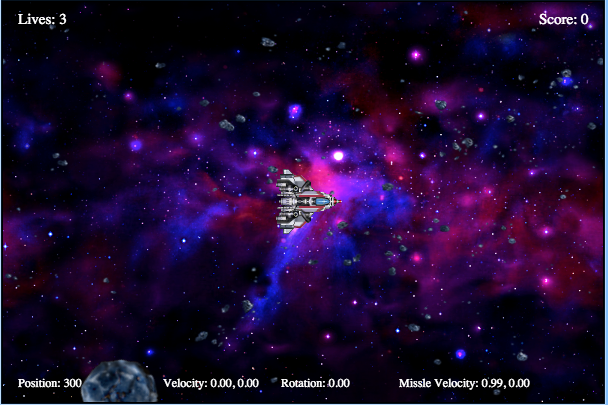 Lives: 3
Score: 0
Position: 300
Velocity: 0.00, 0.00
Rotation: 0.00
Missle Velocity: 0.99, 0.00